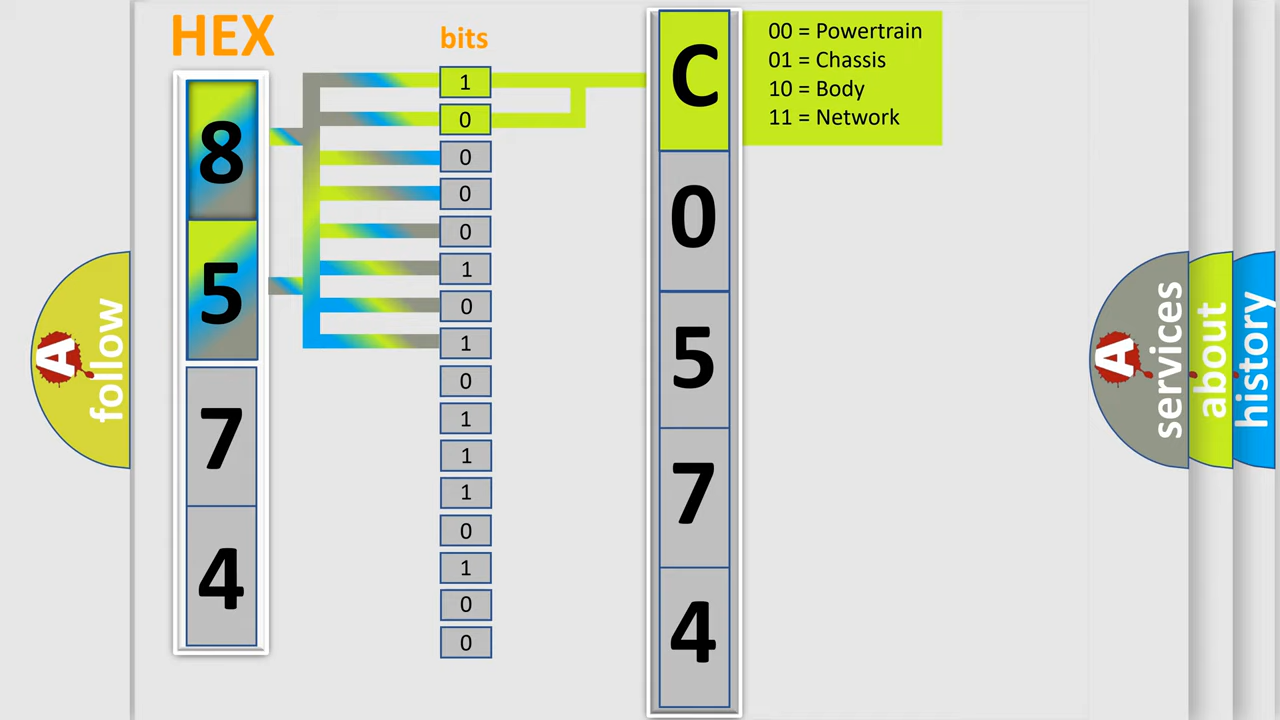 HEX
bits
8
5
7
4
1
0
0
0
0
1
0
1
0
1
1
1
0
1
0
0
C
0
5
7
4
00 = Powertrain
01 = Chassis
10 = Body
11 = Network
A
follow
A
services
about
history